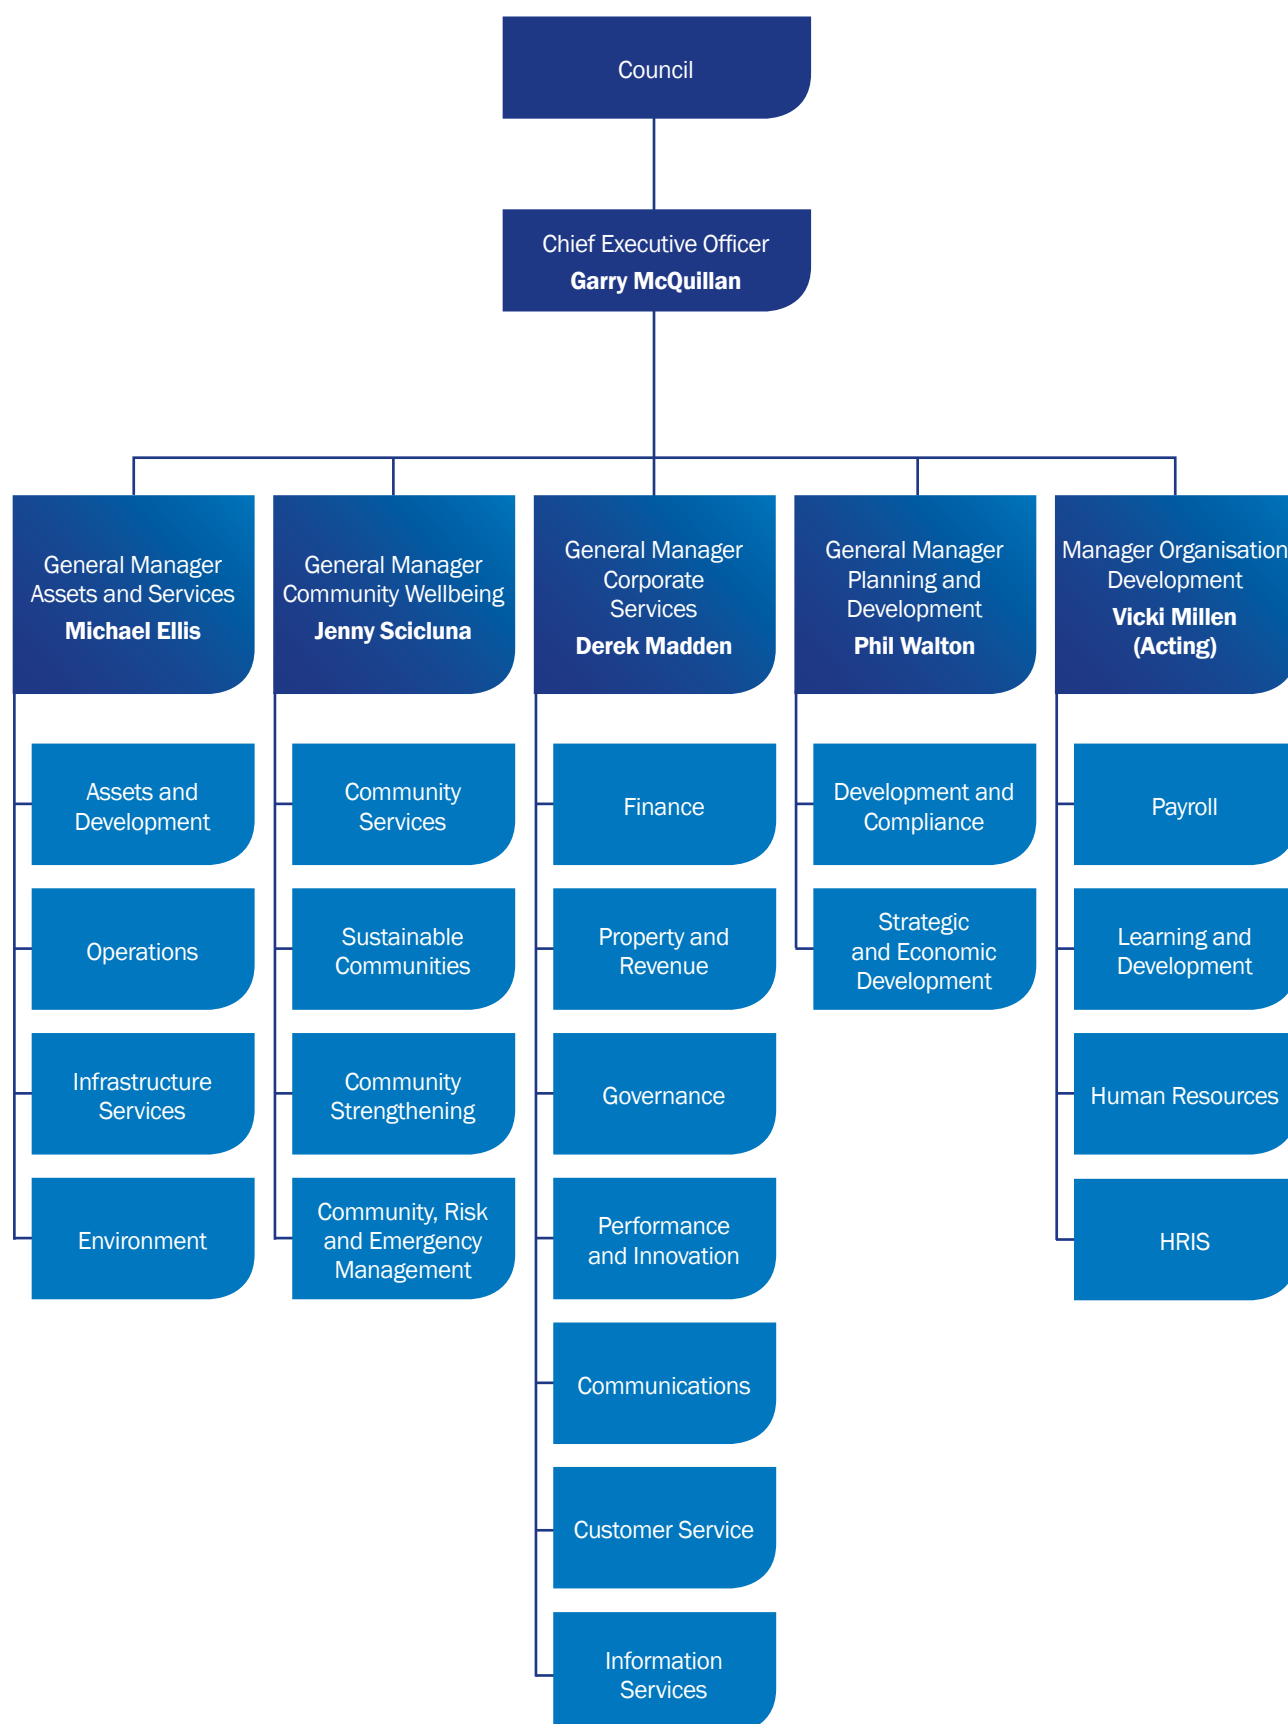 Council
Chief Executive Officer
Garry McQuillan
General Manager
Assets and Services
Michael Ellis
General Manager
Community Wellbeing
Jenny Scicluna
General Manager
Corporate
Services
Derek Madden
General Manager
Planning and
Development
Phil Walton
Manager Organisation
Development
Vicki Millen
(Acting)
Assets and
Development
Operations
Infrastructure
Services
Environment
Community
Services
Sustainable
Communities
Community
Strengthening
Community, Risk
and Emergency
Management
Finance
Property and
Revenue
Governance
Performance
and Innovation
Communications
Customer Service
Information
Services
Development and
Compliance
Strategic
and Economic
Development
Payroll
Learning and
Development
Human Resources
HRIS